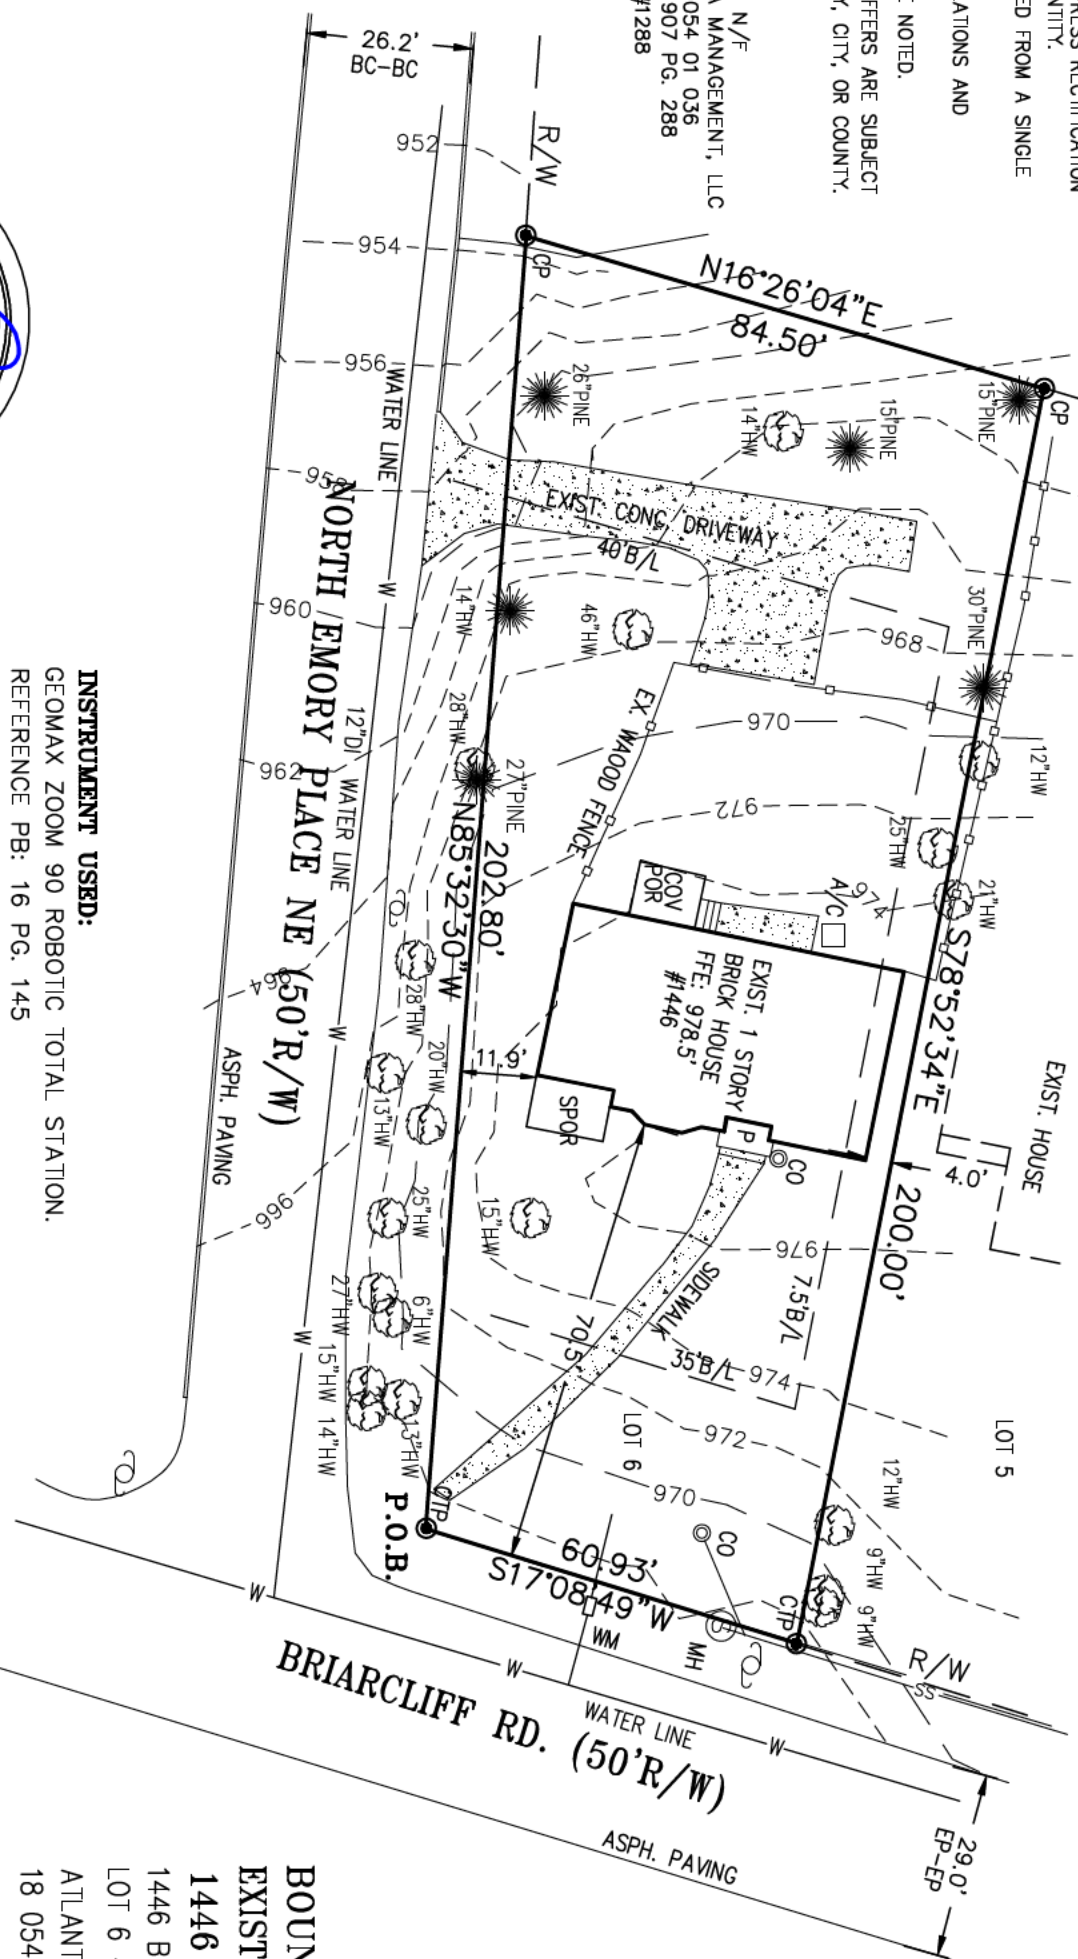 RESS RECTIFICATION
NTITY.
ED FROM A SINGLE
ATIONS AND
E NOTED.
FFERS ARE SUBJECT
Y, CITY, OR COUNTY.
N/F
A MANAGEMENT, LLC
054 01 036
907 PG. 288
#1288
26.2'
BC-BC
R/W
952
954
956
958
960
962
964
966
CP
N16°26'04"E
84.50'
CP
26"PINE
14"HW
15"PINE
15"PINE
WATER LINE
EXIST. CONC. DRIVEWAY
40'B/L
14"HW
46"HW
30"PINE
968
970
972
974
NORTH EMORY PLACE NE (50'R/W)
W
12"DI WATER LINE
28"HW
27"PINE
EX. WAOOD FENCE
12"HW
25"HW
21"HW
A/C
COV
POR
N85°32'30"W
202.80'
EXIST. 1 STORY
BRICK HOUSE
FFE: 978.5'
#1446
S78°52'34"E
200.00'
EXIST. HOUSE
4.0'
11.9'
SPOR
P
CO
28"HW
20"HW
13"HW
25"HW
15"HW
6"HW
27"HW
15"HW
14"HW
13"HW
W
W
ASPH. PAVING
976
7.5'B/L
SIDEWALK
70.5'
35'B/L
974
972
970
LOT 6
LOT 5
12"HW
9"HW
9"HW
CO
CTP
P.O.B.
60.93'
S17°08'49"W
CTP
WM
MH
S
R/W
SS
W
W
W
WATER LINE
BRIARCLIFF RD. (50'R/W)
ASPH. PAVING
29.0'
EP-EP
INSTRUMENT USED:
GEOMAX ZOOM 90 ROBOTIC TOTAL STATION.
REFERENCE PB: 16 PG. 145
BOUN
EXIST
1446
1446 B
LOT 6
ATLANT
18 054